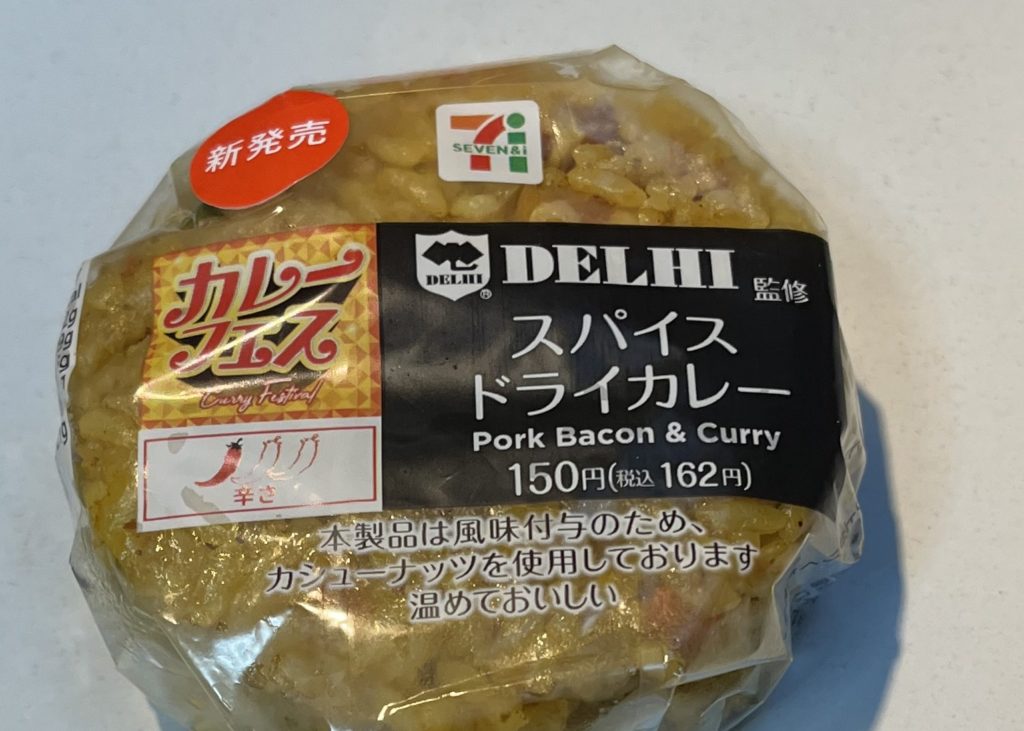 新発売
SEVEN&i
カレー
フェス
Curry Festival
辛さ
DELHI
DELHI 監修
スパイス
ドライカレー
Pork Bacon & Curry
150円(税込 162円)
本製品は風味付与のため、
カシューナッツを使用しております
温めておいしい